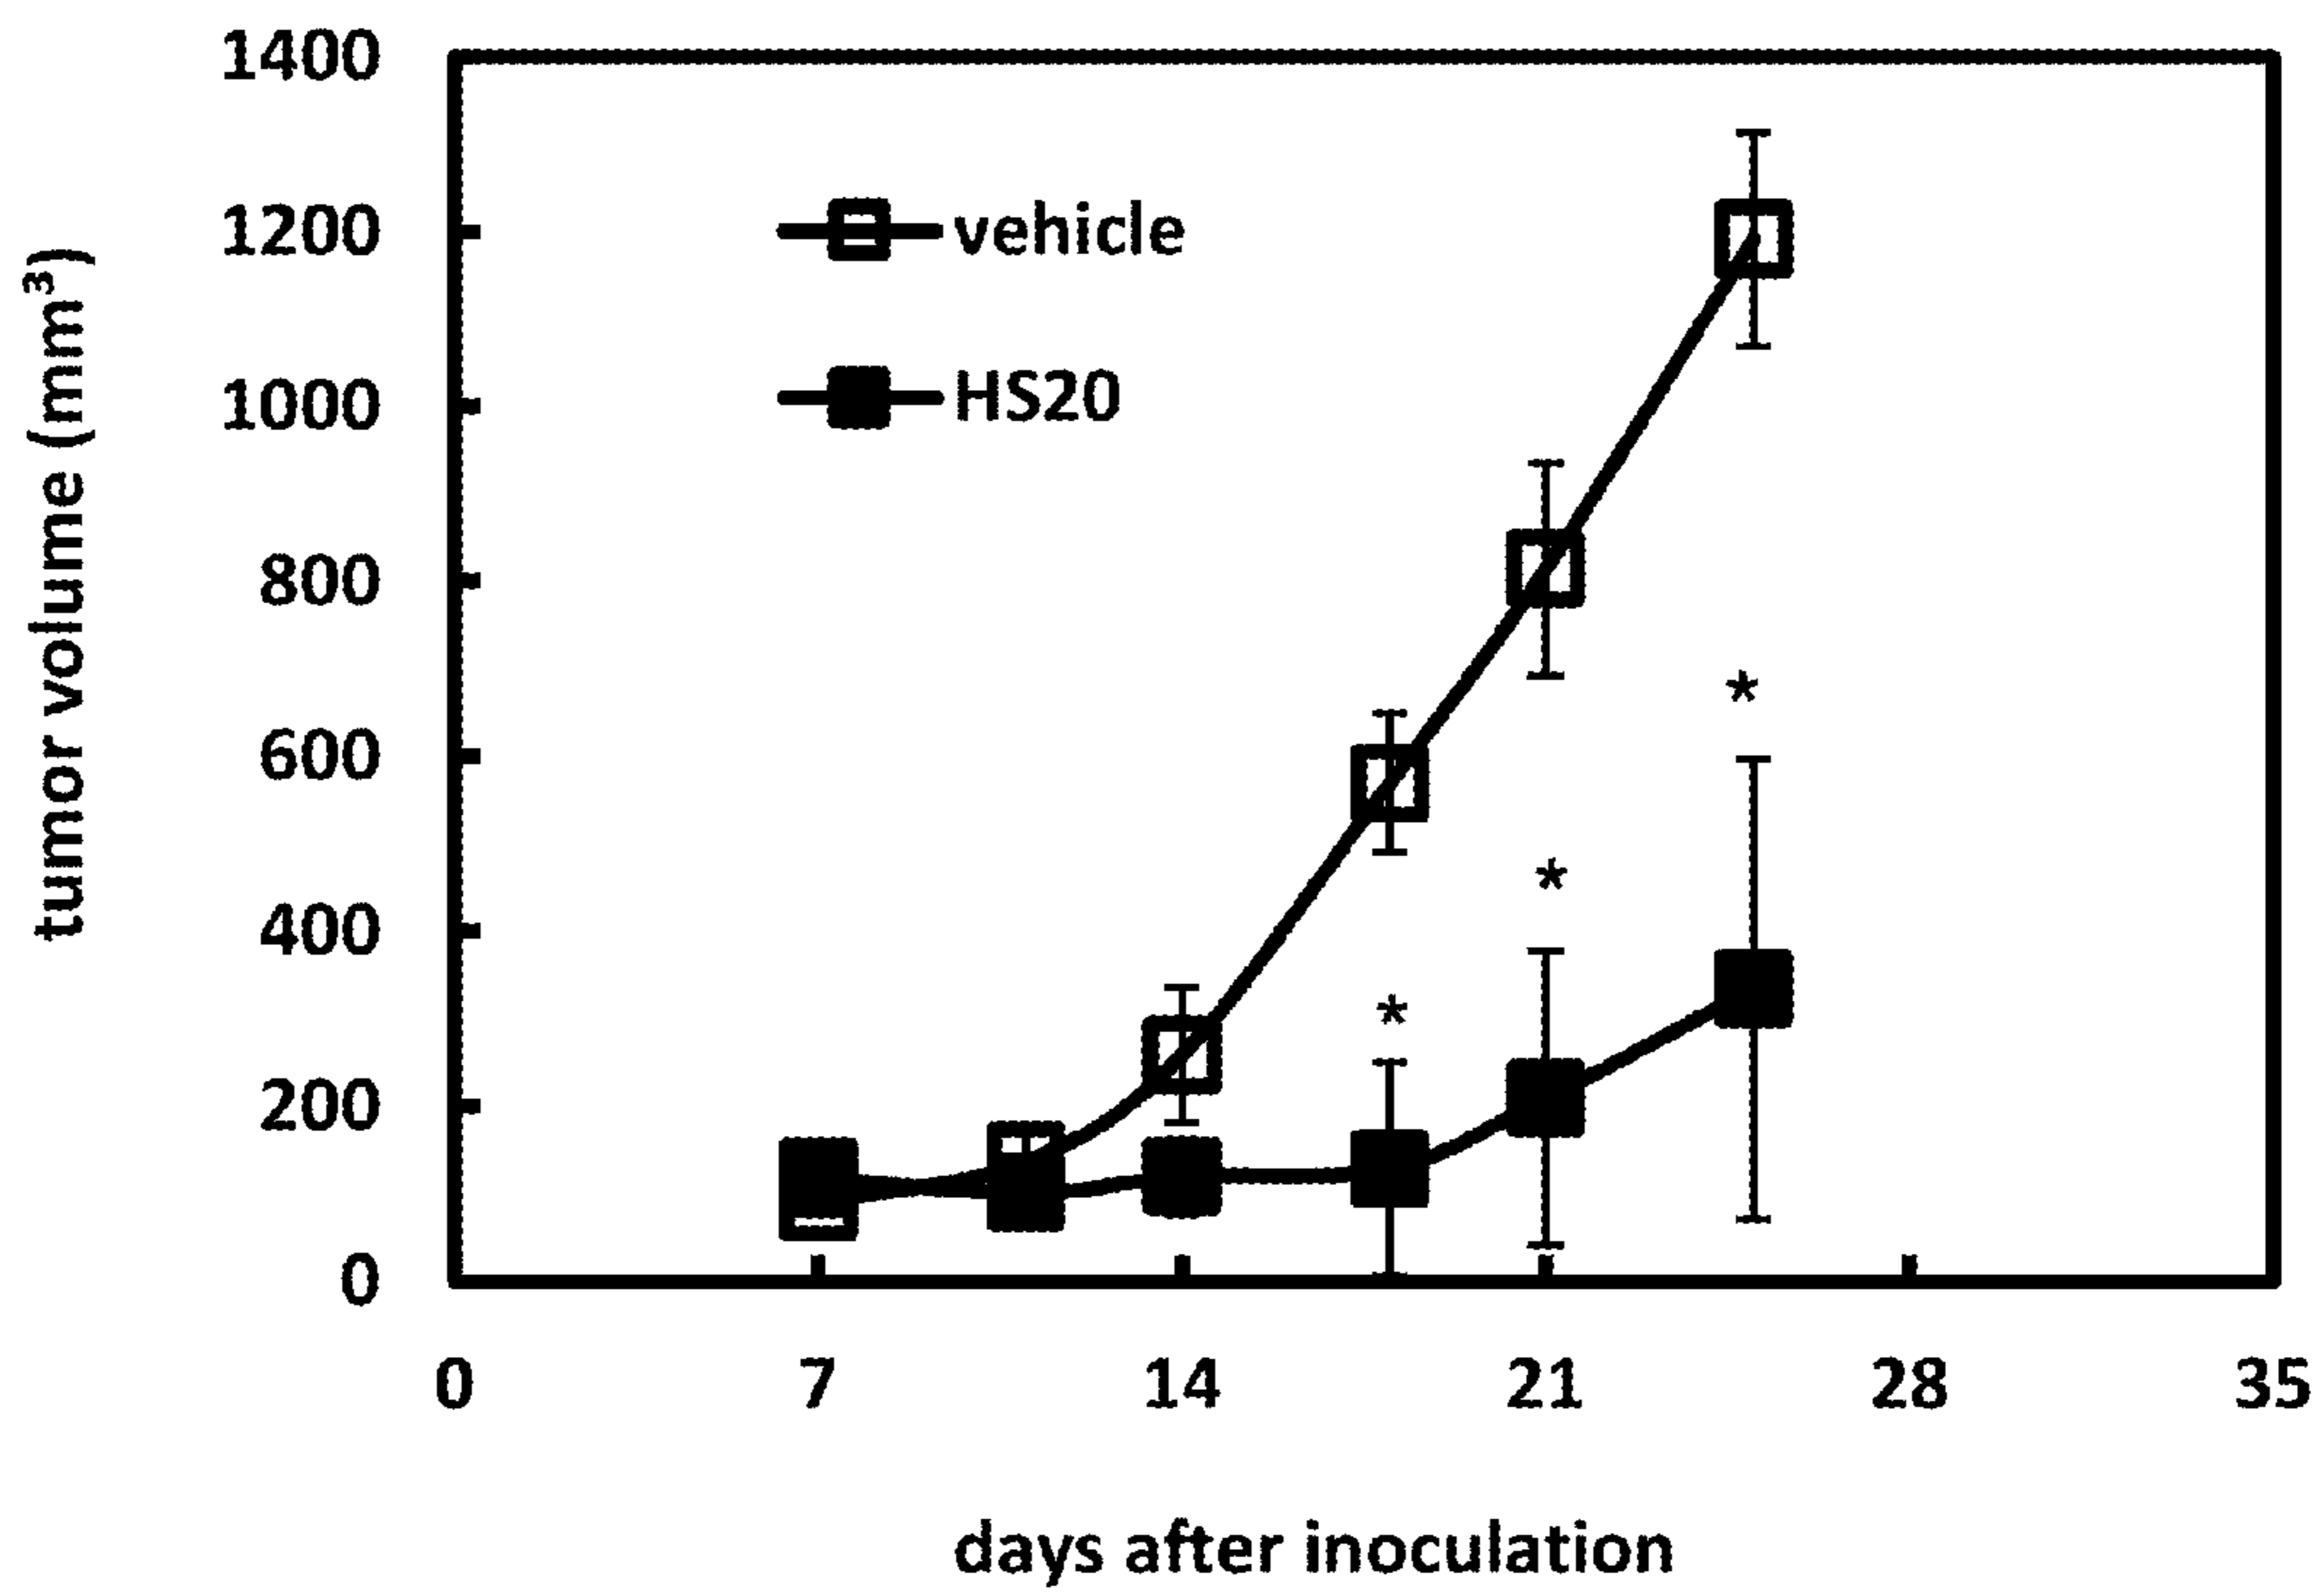 1400
1200
1000
800
600
400
200
0
tumor volume (mm³)
vehicle
HS20
*
*
*
0 7 14 21 28 35
days after inoculation